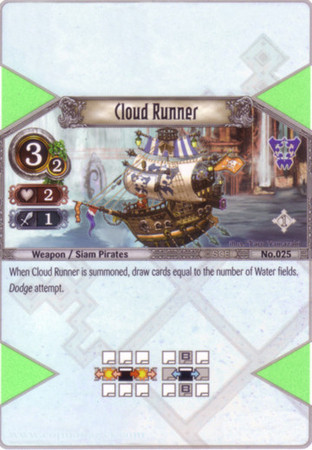 Cloud Runner
3
2
2
1
Weapon / Siam Pirates
No.025
When Cloud Runner is summoned, draw cards equal to the number of Water fields.
Dodge attempt.
B
B